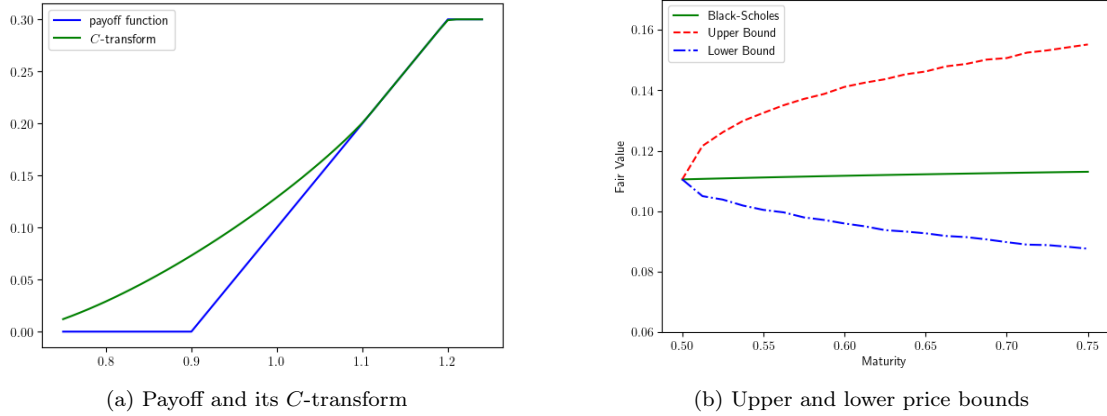 payoff function
C-transform
0.30
0.25
0.20
0.15
0.10
0.05
0.00
0.8 0.9 1.0 1.1 1.2
(a) Payoff and its C-transform
Black-Scholes
Upper Bound
Lower Bound
0.16
0.14
0.12
0.10
0.08
0.06
Fair Value
0.50 0.55 0.60 0.65 0.70 0.75
Maturity
(b) Upper and lower price bounds